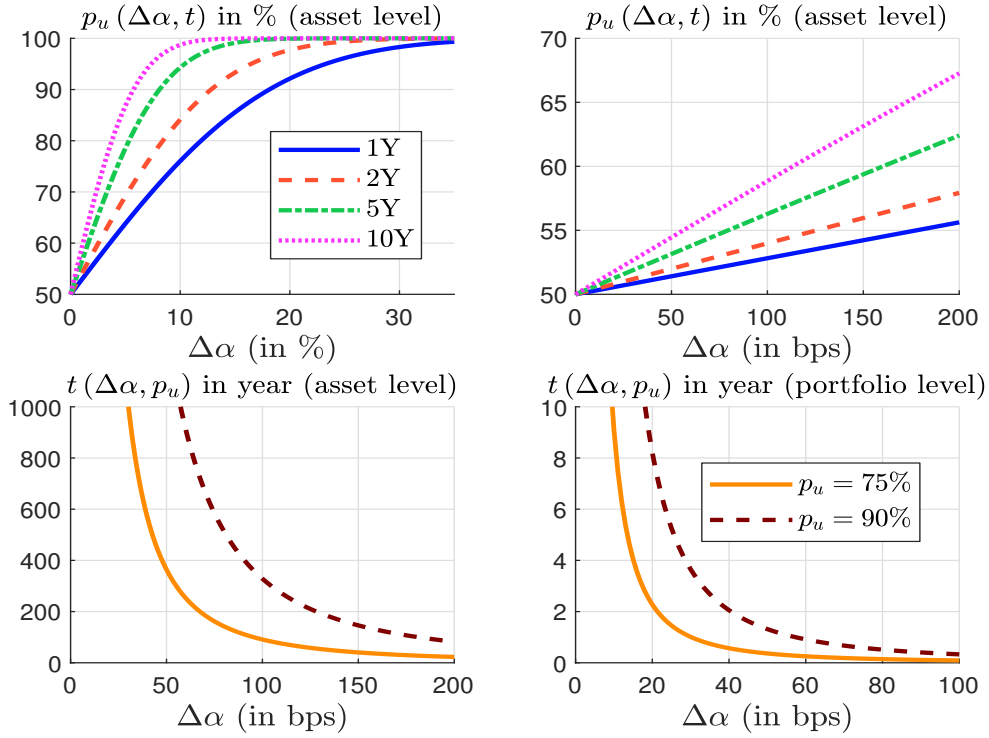 p_u (Δα, t) in % (asset level)
100
90
80
70
60
50
0 10 20 30
Δα (in %)
1Y
2Y
5Y
10Y
p_u (Δα, t) in % (asset level)
70
65
60
55
50
0 50 100 150 200
Δα (in bps)
t (Δα, p_u) in year (asset level)
1000
800
600
400
200
0
0 50 100 150 200
Δα (in bps)
t (Δα, p_u) in year (portfolio level)
10
8
6
4
2
0
0 20 40 60 80 100
Δα (in bps)
p_u = 75%
p_u = 90%